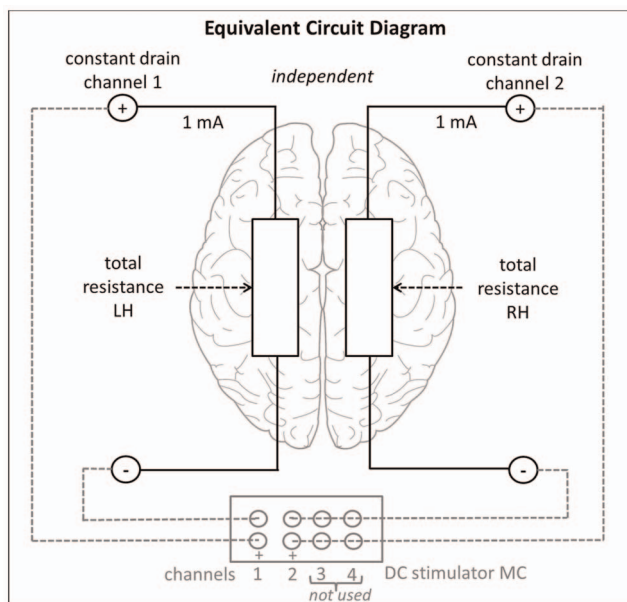 Equivalent Circuit Diagram
constant drain
channel 1
independent
constant drain
channel 2
+
+
1 mA
1 mA
total
resistance
LH
total
resistance
RH
-
-
+ +
channels 1 2 3 4 DC stimulator MC
not used